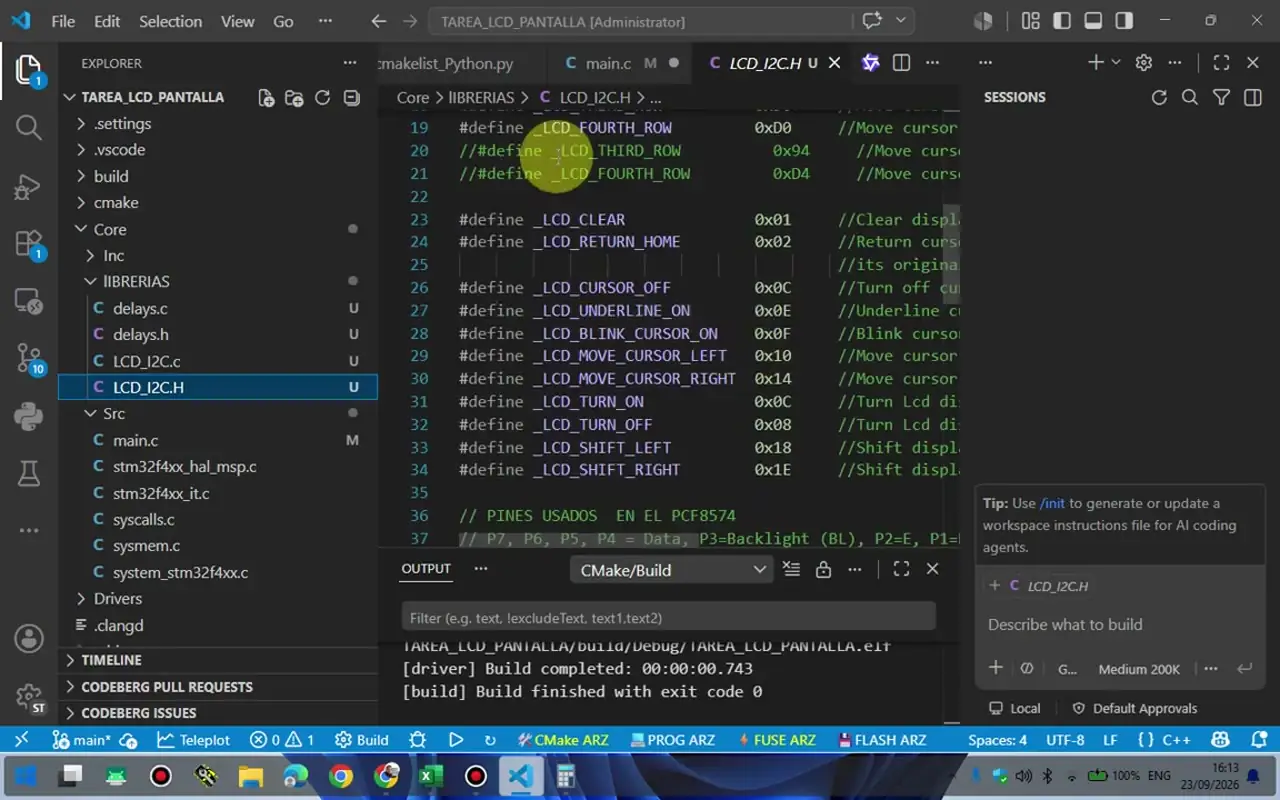 File Edit Selection View Go ··· TAREA_LCD_PANTALLA [Administrator]
EXPLORER
TAREA_LCD_PANTALLA
.settings
.vscode
build
cmake
Core
Inc
lIBRERIAS
delays.c U
delays.h U
LCD_I2C.c U
LCD_I2C.H U
Src
main.c M
stm32f4xx_hal_msp.c
stm32f4xx_it.c
syscalls.c
sysmem.c
system_stm32f4xx.c
Drivers
.clangd
TIMELINE
CODEBERG PULL REQUESTS
CODEBERG ISSUES
1
1
10
ST
cmakelist_Python.py C main.c M C LCD_I2C.H U
Core > lIBRERIAS > C LCD_I2C.H > ...
19 #define _LCD_FOURTH_ROW 0xD0 //Move cursor
20 //#define _LCD_THIRD_ROW 0x94 //Move curso
21 //#define _LCD_FOURTH_ROW 0xD4 //Move curso
22
23 #define _LCD_CLEAR 0x01 //Clear displ
24 #define _LCD_RETURN_HOME 0x02 //Return curs
25 //its origina
26 #define _LCD_CURSOR_OFF 0x0C //Turn off cu
27 #define _LCD_UNDERLINE_ON 0x0E //Underline c
28 #define _LCD_BLINK_CURSOR_ON 0x0F //Blink curso
29 #define _LCD_MOVE_CURSOR_LEFT 0x10 //Move cursor
30 #define _LCD_MOVE_CURSOR_RIGHT 0x14 //Move cursor
31 #define _LCD_TURN_ON 0x0C //Turn Lcd di
32 #define _LCD_TURN_OFF 0x08 //Turn Lcd di
33 #define _LCD_SHIFT_LEFT 0x18 //Shift displ
34 #define _LCD_SHIFT_RIGHT 0x1E //Shift displ
35
36 // PINES USADOS EN EL PCF8574
37 // P7, P6, P5, P4 = Data, P3=Backlight (BL), P2=E, P1=
OUTPUT ··· CMake/Build
Filter (e.g. text, !excludeText, text1,text2)
TAREA_LCD_PANTALLA/build/Debug/TAREA_LCD_PANTALLA.elf
[driver] Build completed: 00:00:00.743
[build] Build finished with exit code 0
SESSIONS
Tip: Use /init to generate or update a
workspace instructions file for AI coding
agents.
C LCD_I2C.H
Describe what to build
G... Medium 200K ···
Local Default Approvals
main* Teleplot 0 1 Build CMake ARZ PROG ARZ FUSE ARZ FLASH ARZ Spaces: 4 UTF-8 LF {} C++
100% ENG 16:13
23/09/2026